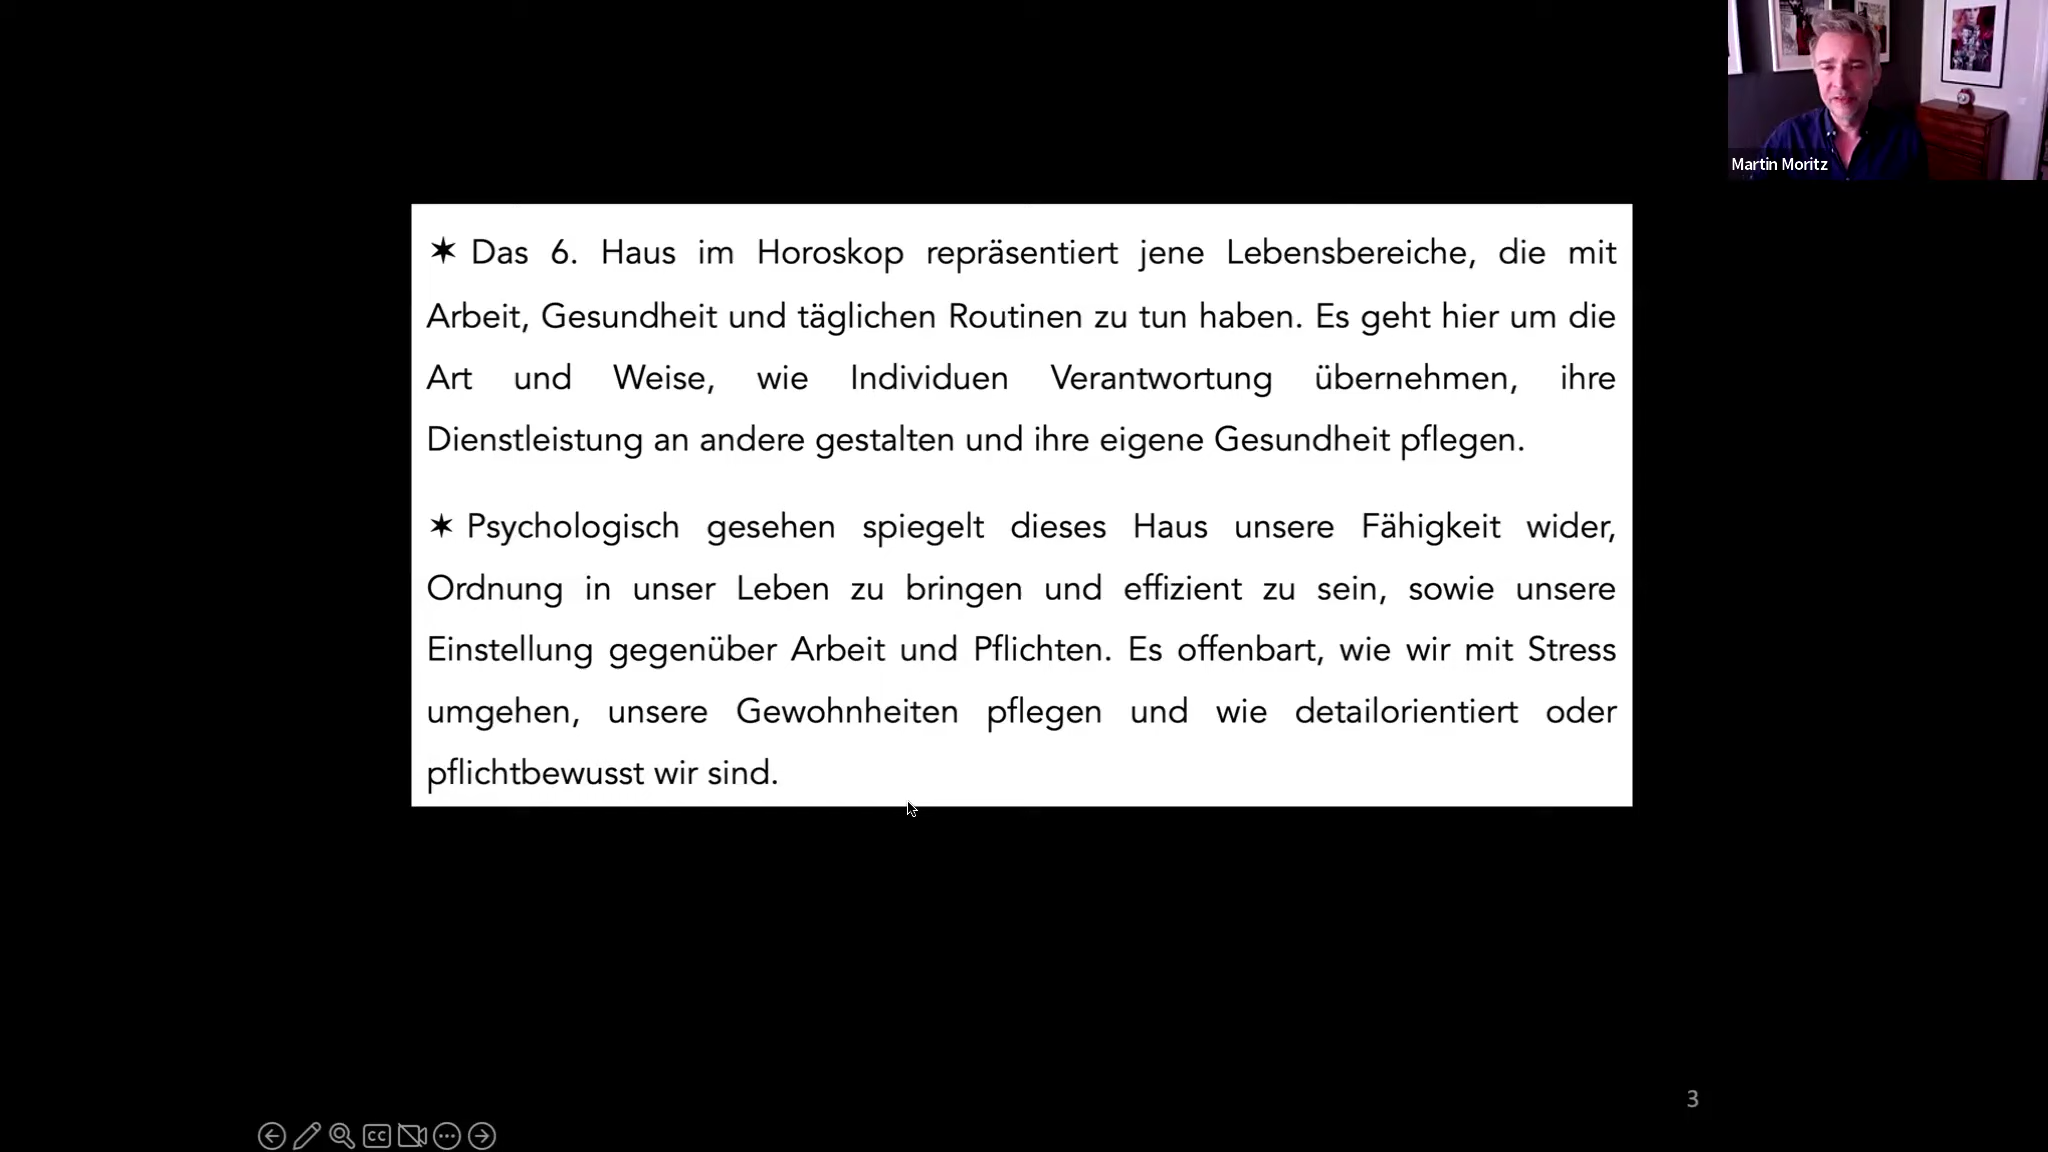 Martin Moritz
✶ Das 6. Haus im Horoskop repräsentiert jene Lebensbereiche, die mit
Arbeit, Gesundheit und täglichen Routinen zu tun haben. Es geht hier um die
Art und Weise, wie Individuen Verantwortung übernehmen, ihre
Dienstleistung an andere gestalten und ihre eigene Gesundheit pflegen.
✶ Psychologisch gesehen spiegelt dieses Haus unsere Fähigkeit wider,
Ordnung in unser Leben zu bringen und effizient zu sein, sowie unsere
Einstellung gegenüber Arbeit und Pflichten. Es offenbart, wie wir mit Stress
umgehen, unsere Gewohnheiten pflegen und wie detailorientiert oder
pflichtbewusst wir sind.
3
CC